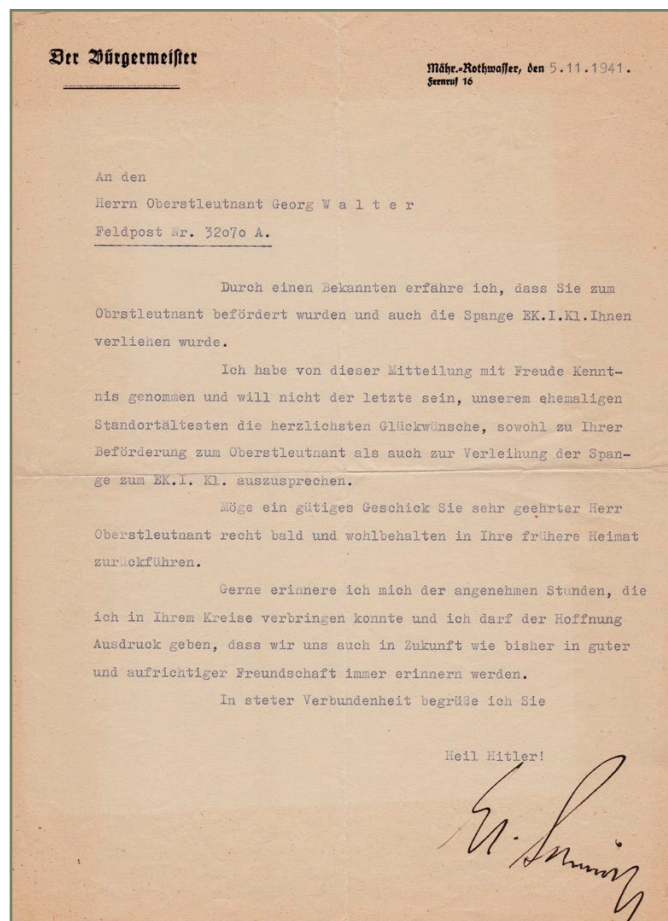 Der Bürgermeister
Mähr.-Rothwasser, den 5.11.1941.
Fernruf 16
An den
Herrn Oberstleutnant Georg W a l t e r
Feldpost Nr. 32o7o A.
Durch einen Bekannten erfahre ich, dass Sie zum
Obrstleutnant befördert wurden und auch die Spange EK.I.Kl.Ihnen
verliehen wurde.
Ich habe von dieser Mitteilung mit Freude Kennt-
nis genommen und will nicht der letzte sein, unserem ehemaligen
Standortältesten die herzlichsten Glückwünsche, sowohl zu Ihrer
Beförderung zum Oberstleutnant als auch zur Verleihung der Span-
ge zum EK.I. Kl. auszusprechen.
Möge ein gütiges Geschick Sie sehr geehrter Herr
Oberstleutnant recht bald und wohlbehalten in Ihre frühere Heimat
zurückführen.
Gerne erinnere ich mich der angenehmen Stunden, die
ich in Ihrem Kreise verbringen konnte und ich darf der Hoffnung
Ausdruck geben, dass wir uns auch in Zukunft wie bisher in guter
und aufrichtiger Freundschaft immer erinnern werden.
In steter Verbundenheit begrüße ich Sie
Heil Hitler!